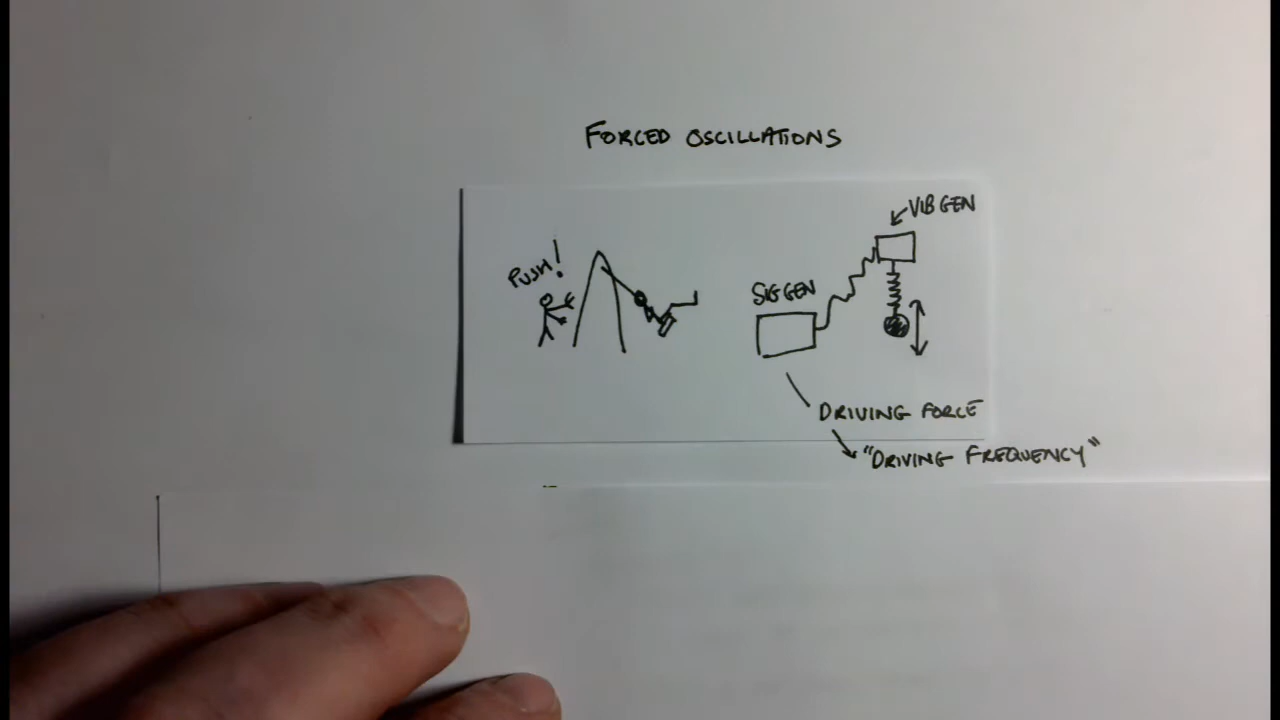 FORCED OSCILLATIONS
PUSH!
VIB GEN
SIG GEN
DRIVING FORCE
"DRIVING FREQUENCY"